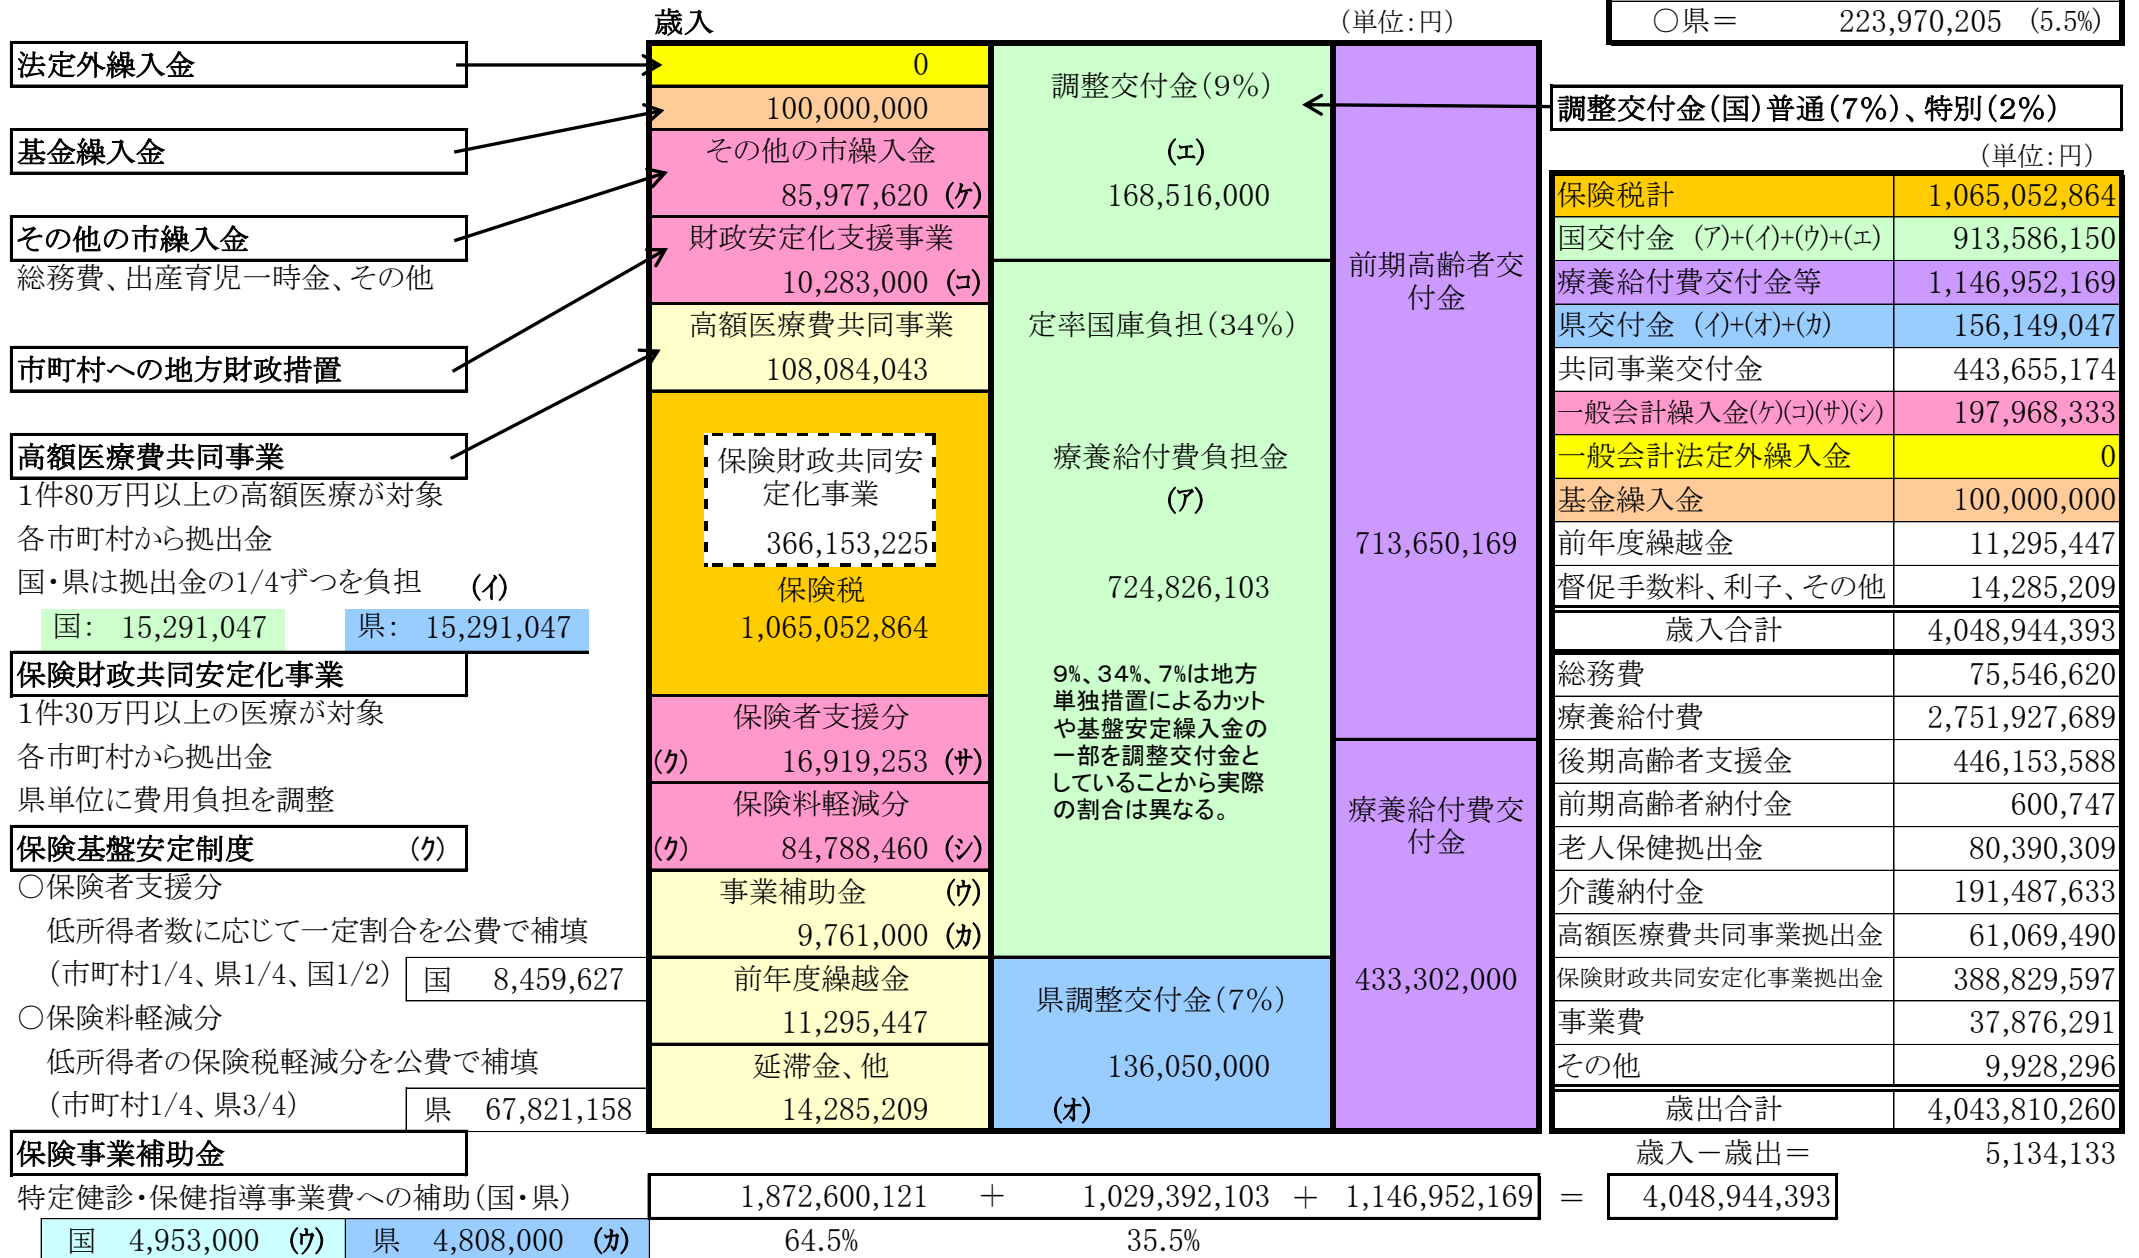 歳入
(単位:円)
○県= 223,970,205 (5.5%)
法定外繰入金
基金繰入金
その他の市繰入金
総務費、出産育児一時金、その他
市町村への地方財政措置
高額医療費共同事業
1件80万円以上の高額医療が対象
各市町村から拠出金
国・県は拠出金の1/4ずつを負担 (イ)
国: 15,291,047 県: 15,291,047
保険財政共同安定化事業
1件30万円以上の医療が対象
各市町村から拠出金
県単位に費用負担を調整
保険基盤安定制度 (ク)
○保険者支援分
低所得者数に応じて一定割合を公費で補填
(市町村1/4、県1/4、国1/2) 国 8,459,627
○保険料軽減分
低所得者の保険税軽減分を公費で補填
(市町村1/4、県3/4) 県 67,821,158
保険事業補助金
特定健診・保健指導事業費への補助(国・県)
国 4,953,000 (ウ) 県 4,808,000 (カ)
0
100,000,000
その他の市繰入金
85,977,620 (ケ)
財政安定化支援事業
10,283,000 (コ)
高額医療費共同事業
108,084,043
保険財政共同安
定化事業
366,153,225
保険税
1,065,052,864
保険者支援分
(ク) 16,919,253 (サ)
保険料軽減分
(ク) 84,788,460 (シ)
事業補助金 (ウ)
9,761,000 (カ)
前年度繰越金
11,295,447
延滞金、他
14,285,209
調整交付金(9%)
(エ)
168,516,000
定率国庫負担(34%)
療養給付費負担金
(ア)
724,826,103
9%、34%、7%は地方
単独措置によるカット
や基盤安定繰入金の
一部を調整交付金と
していることから実際
の割合は異なる。
県調整交付金(7%)
136,050,000
(オ)
前期高齢者交
付金
713,650,169
療養給付費交
付金
433,302,000
調整交付金(国)普通(7%)、特別(2%)
(単位:円)
保険税計 1,065,052,864
国交付金 (ア)+(イ)+(ウ)+(エ) 913,586,150
療養給付費交付金等 1,146,952,169
県交付金 (イ)+(オ)+(カ) 156,149,047
共同事業交付金 443,655,174
一般会計繰入金(ケ)(コ)(サ)(シ) 197,968,333
一般会計法定外繰入金 0
基金繰入金 100,000,000
前年度繰越金 11,295,447
督促手数料、利子、その他 14,285,209
歳入合計 4,048,944,393
総務費 75,546,620
療養給付費 2,751,927,689
後期高齢者支援金 446,153,588
前期高齢者納付金 600,747
老人保健拠出金 80,390,309
介護納付金 191,487,633
高額医療費共同事業拠出金 61,069,490
保険財政共同安定化事業拠出金 388,829,597
事業費 37,876,291
その他 9,928,296
歳出合計 4,043,810,260
歳入-歳出= 5,134,133
1,872,600,121 + 1,029,392,103 + 1,146,952,169 = 4,048,944,393
64.5% 35.5%